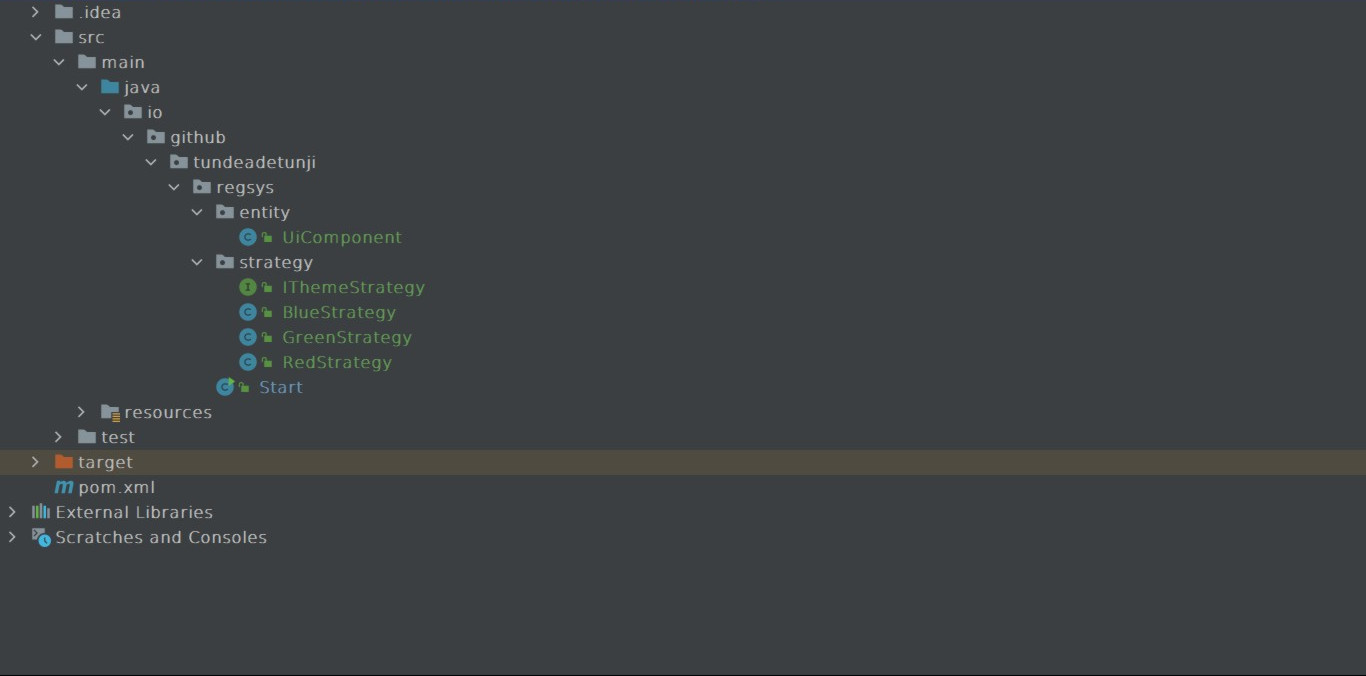 .idea
src
main
java
io
github
tundeadetunji
regsys
entity
UiComponent
strategy
IThemeStrategy
BlueStrategy
GreenStrategy
RedStrategy
Start
resources
test
target
pom.xml
External Libraries
Scratches and Consoles